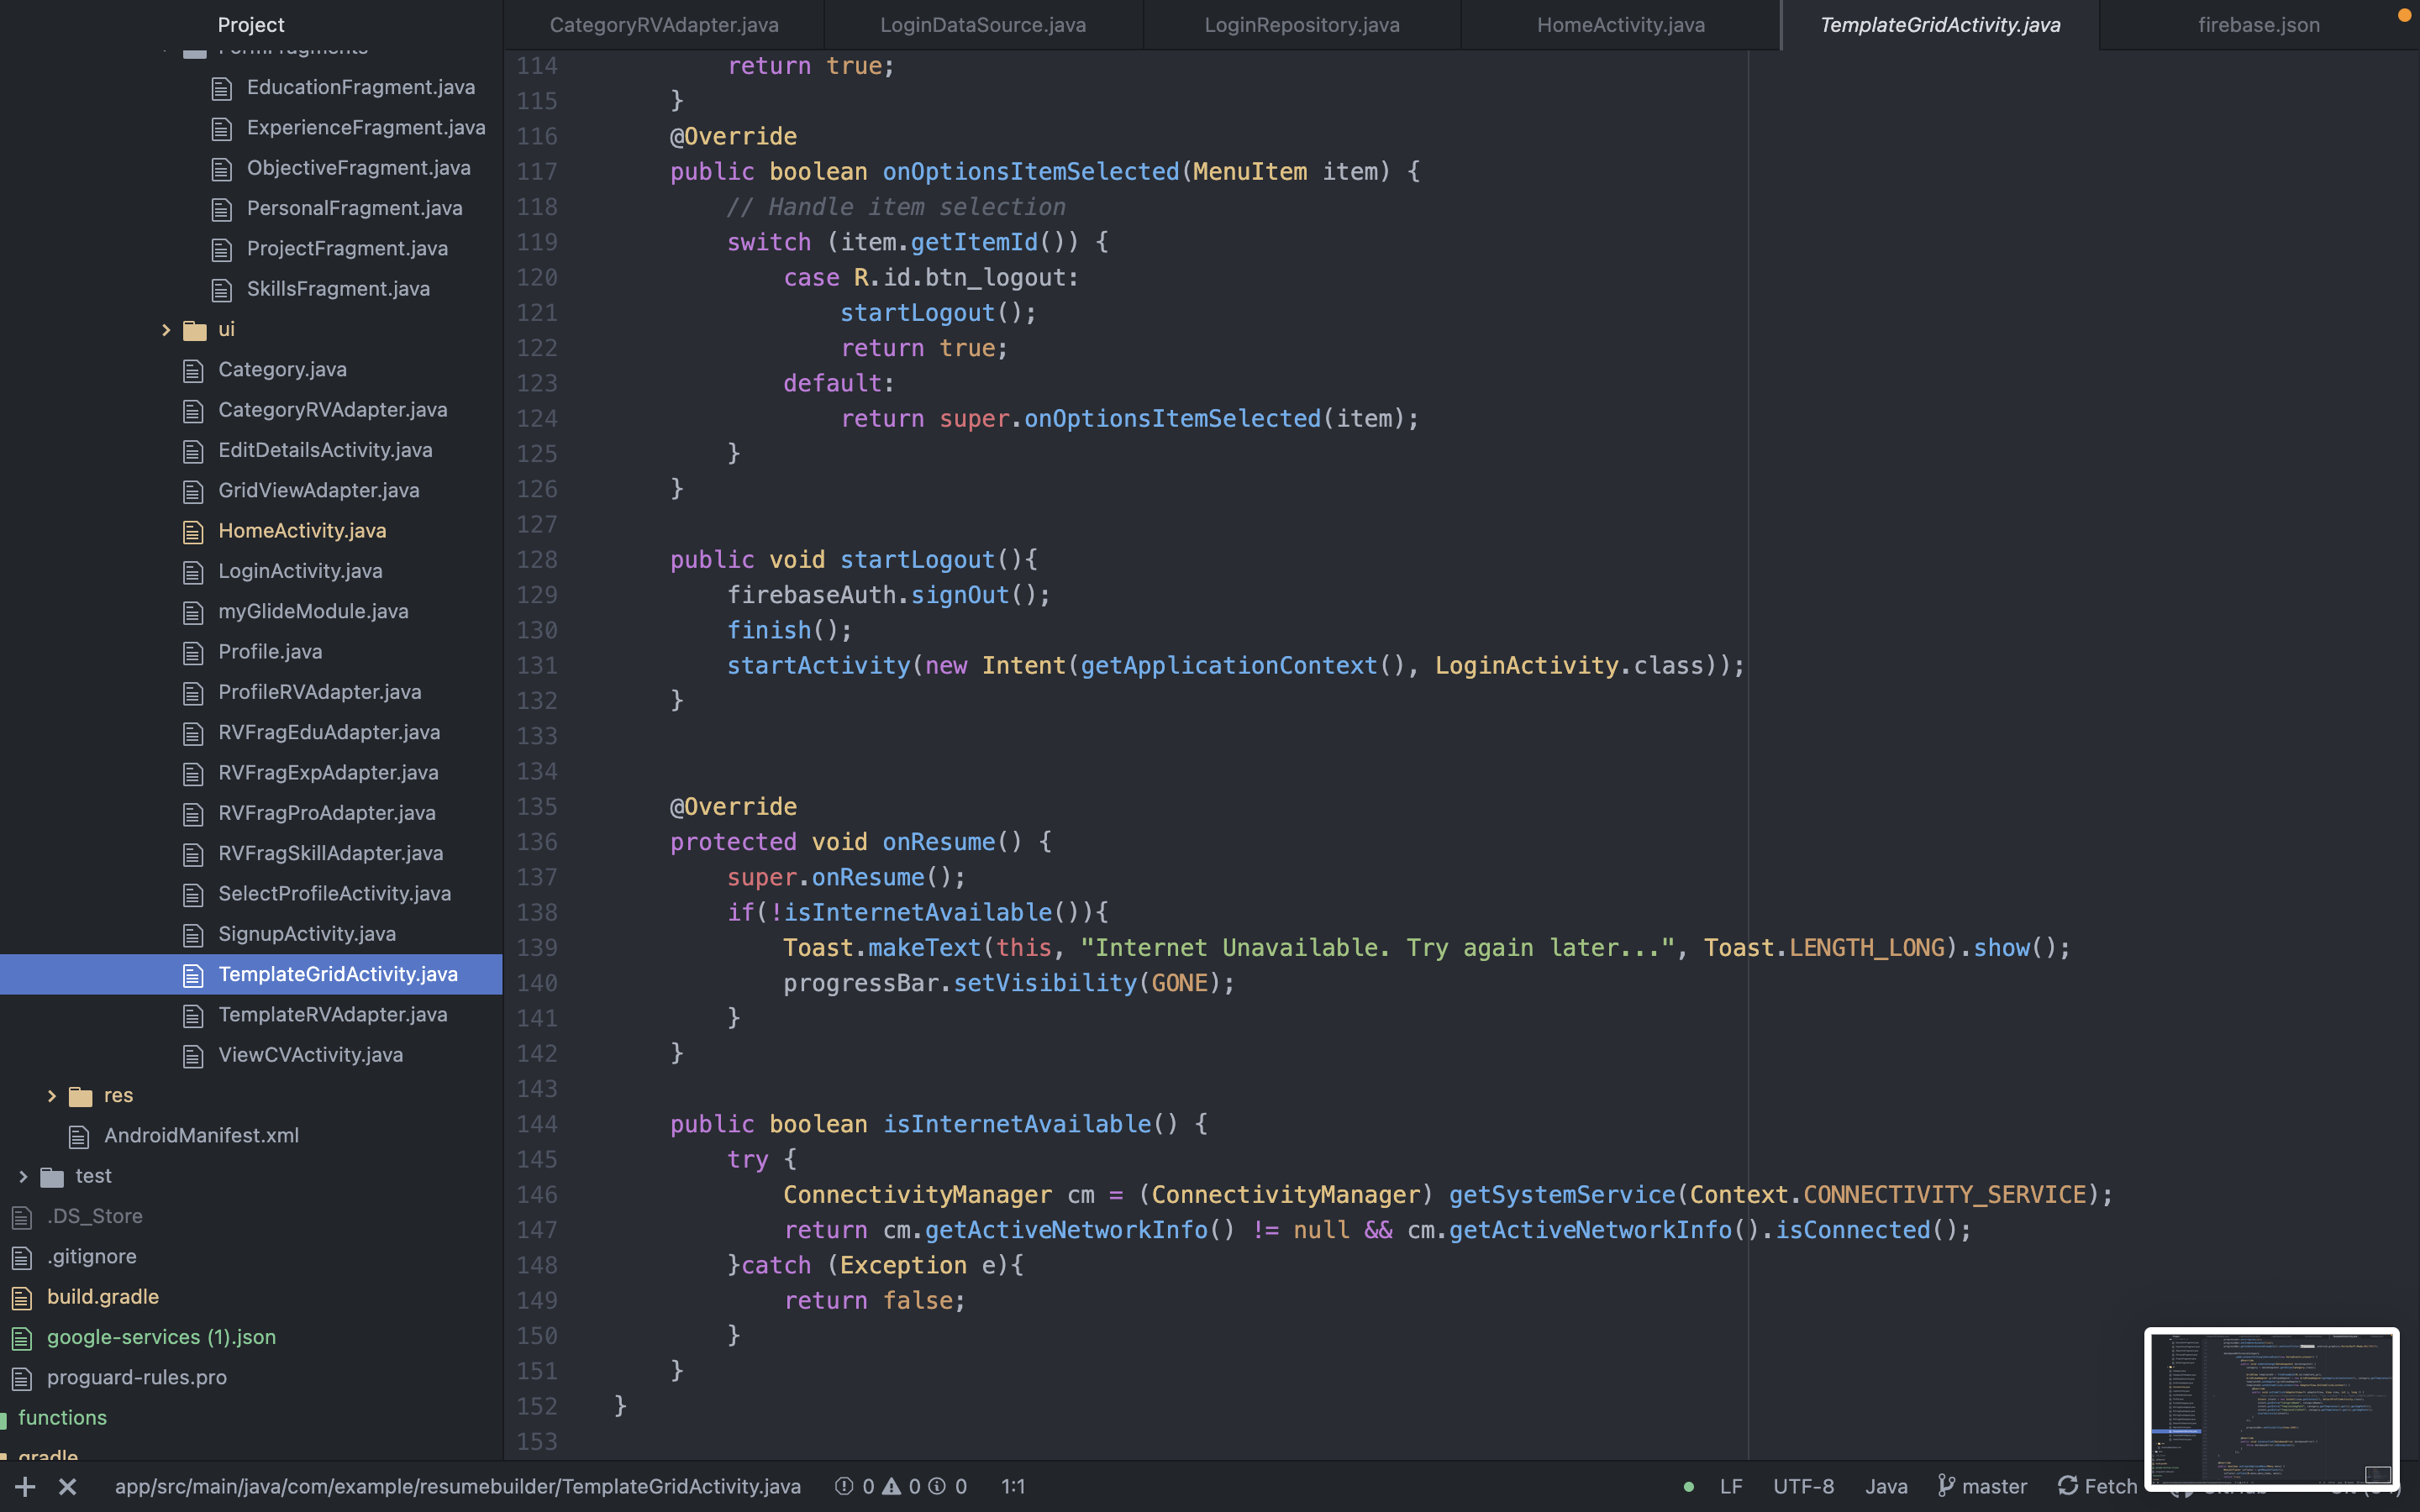 Project
CategoryRVAdapter.java
LoginDataSource.java
LoginRepository.java
HomeActivity.java
TemplateGridActivity.java
firebase.json
FormFragments
EducationFragment.java
ExperienceFragment.java
ObjectiveFragment.java
PersonalFragment.java
ProjectFragment.java
SkillsFragment.java
ui
Category.java
CategoryRVAdapter.java
EditDetailsActivity.java
GridViewAdapter.java
HomeActivity.java
LoginActivity.java
myGlideModule.java
Profile.java
ProfileRVAdapter.java
RVFragEduAdapter.java
RVFragExpAdapter.java
RVFragProAdapter.java
RVFragSkillAdapter.java
SelectProfileActivity.java
SignupActivity.java
TemplateGridActivity.java
TemplateRVAdapter.java
ViewCVActivity.java
res
AndroidManifest.xml
test
.DS_Store
.gitignore
build.gradle
google-services (1).json
proguard-rules.pro
functions
gradle
114 return true;
115 }
116 @Override
117 public boolean onOptionsItemSelected(MenuItem item) {
118 // Handle item selection
119 switch (item.getItemId()) {
120 case R.id.btn_logout:
121 startLogout();
122 return true;
123 default:
124 return super.onOptionsItemSelected(item);
125 }
126 }
127
128 public void startLogout(){
129 firebaseAuth.signOut();
130 finish();
131 startActivity(new Intent(getApplicationContext(), LoginActivity.class));
132 }
133
134
135 @Override
136 protected void onResume() {
137 super.onResume();
138 if(!isInternetAvailable()){
139 Toast.makeText(this, "Internet Unavailable. Try again later...", Toast.LENGTH_LONG).show();
140 progressBar.setVisibility(GONE);
141 }
142 }
143
144 public boolean isInternetAvailable() {
145 try {
146 ConnectivityManager cm = (ConnectivityManager) getSystemService(Context.CONNECTIVITY_SERVICE);
147 return cm.getActiveNetworkInfo() != null && cm.getActiveNetworkInfo().isConnected();
148 }catch (Exception e){
149 return false;
150 }
151 }
152 }
153
app/src/main/java/com/example/resumebuilder/TemplateGridActivity.java 0 0 0 1:1 LF UTF-8 Java master Fetch